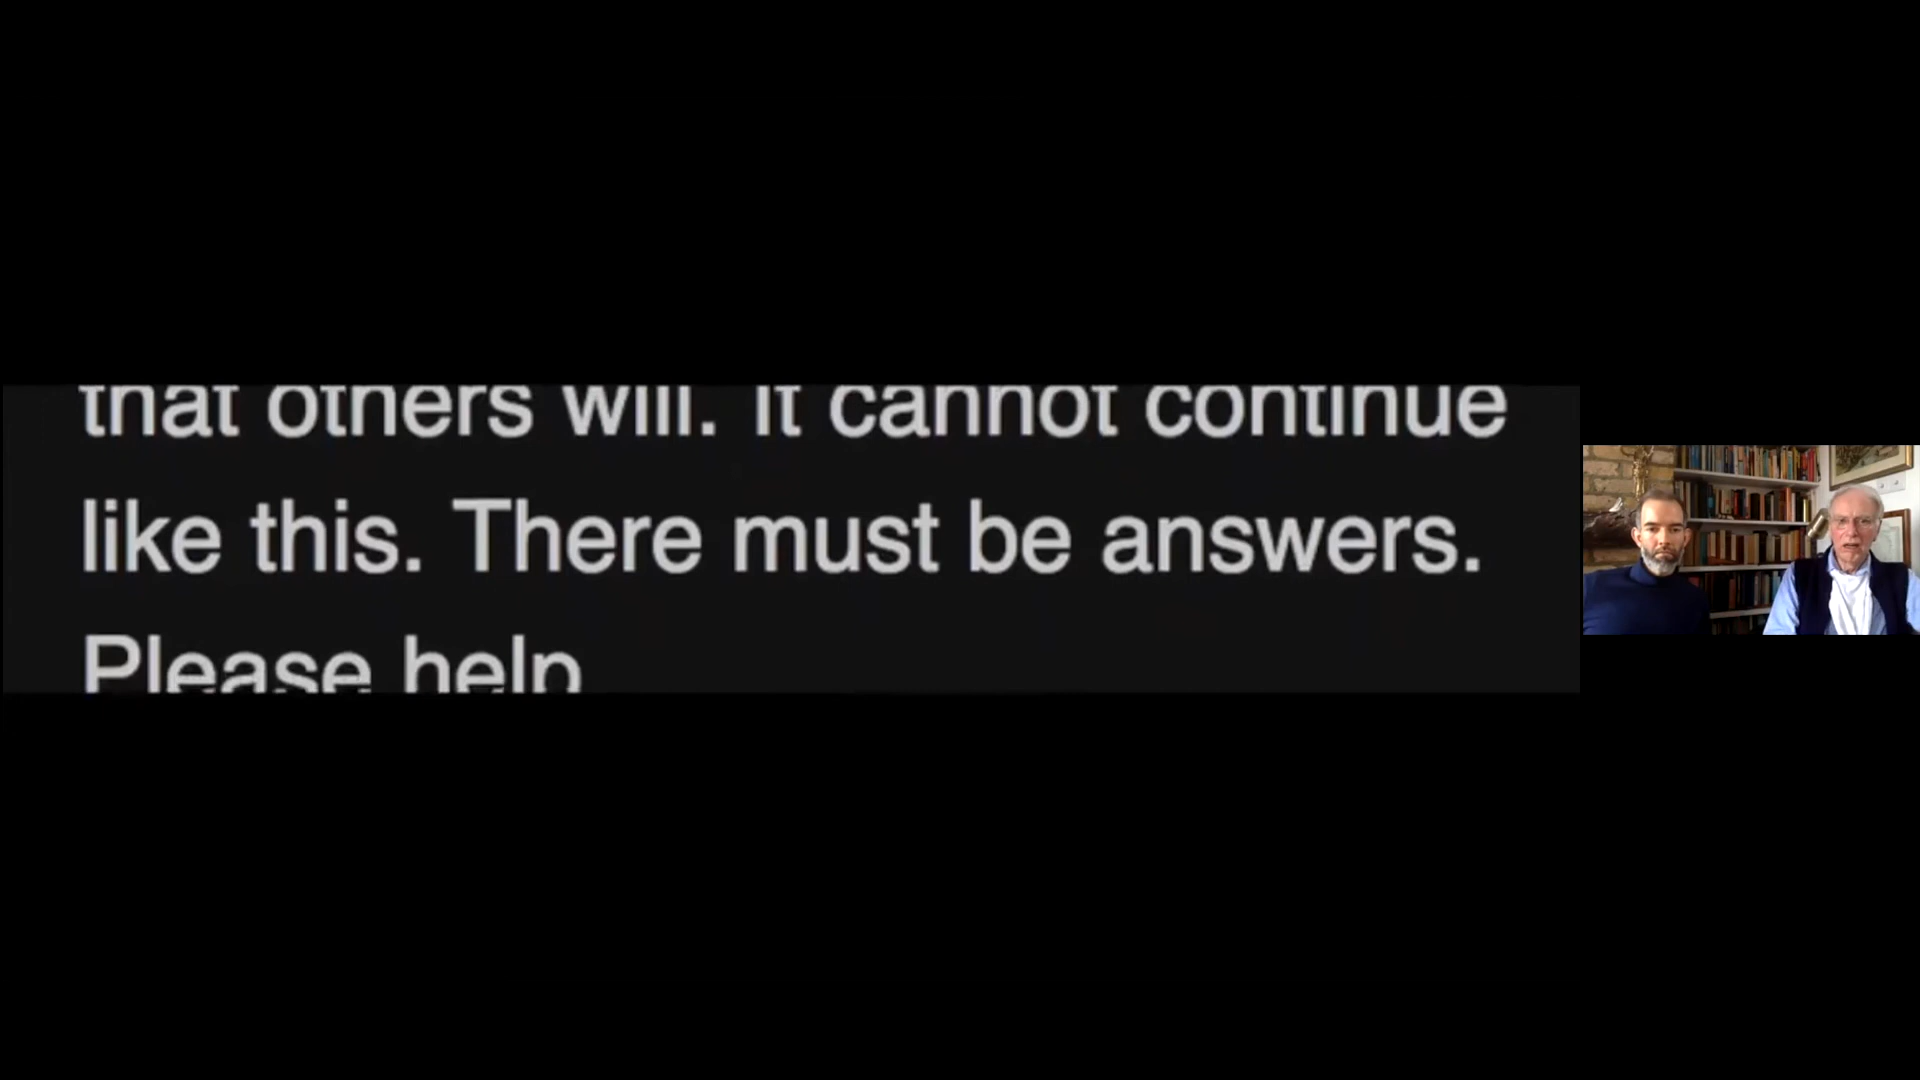 that others will. It cannot continue
like this. There must be answers.
Please help